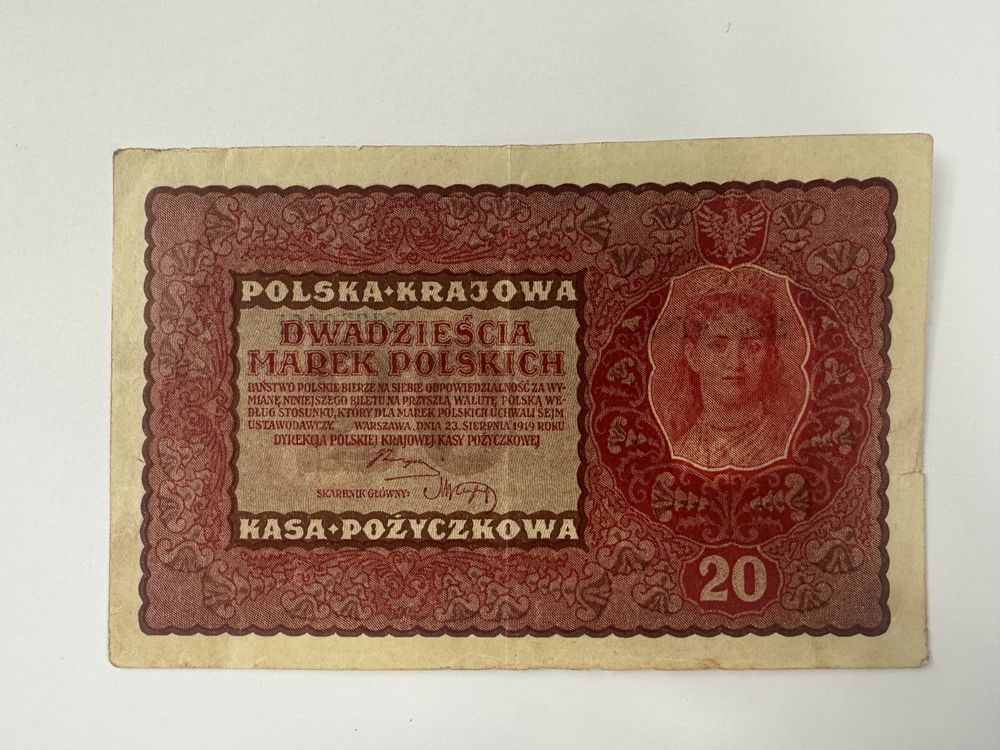 POLSKA·KRAJOWA
DWADZIEŚCIA
MAREK POLSKICH
PAŃSTWO POLSKIE BIERZE NA SIEBIE ODPOWIEDZIALNOŚĆ ZA WY-
MIANĘ NINIEJSZEGO BILETU NA PRZYSZŁĄ WALUTĘ POLSKĄ WE-
DŁUG STOSUNKU, KTÓRY DLA MAREK POLSKICH UCHWALI SEJM
USTAWODAWCZY. WARSZAWA, DNIA 23. SIERPNIA 1919 ROKU
DYREKCJA POLSKIEJ KRAJOWEJ KASY POŻYCZKOWEJ
SKARBNIK GŁÓWNY:
KASA·POŻYCZKOWA
20